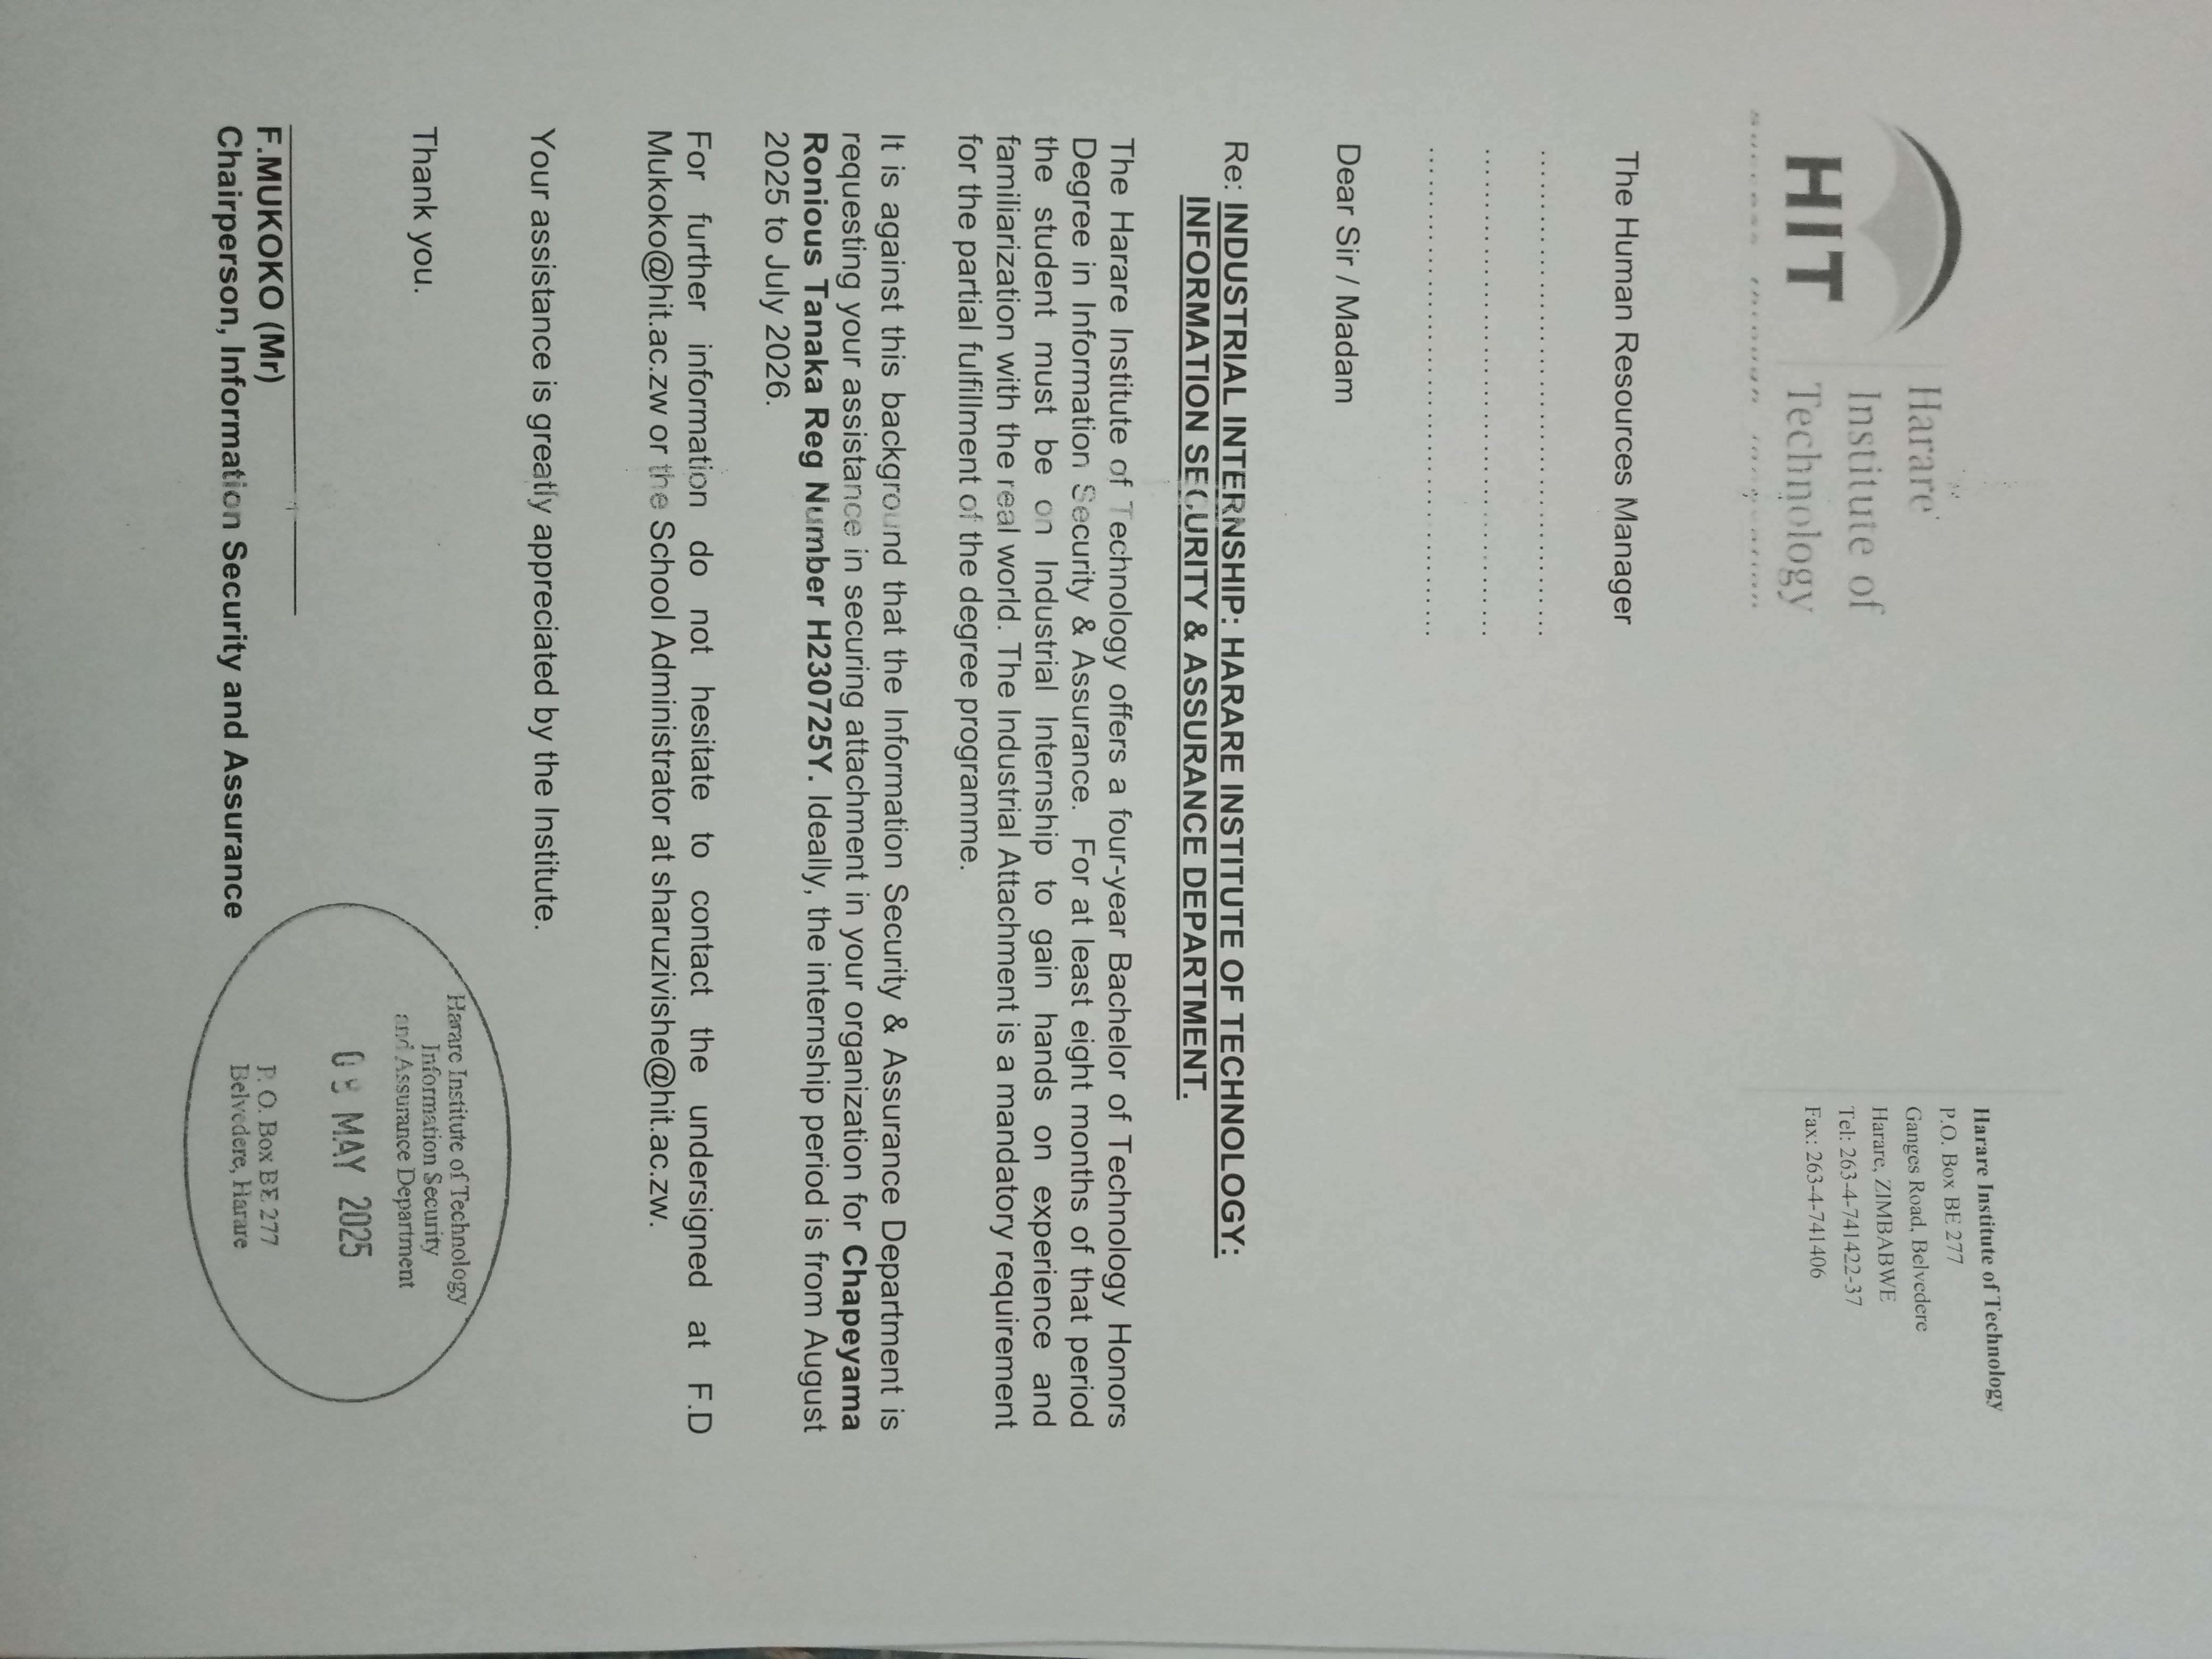 HIT
Harare
Institute of
Technology
Harare Institute of Technology
P.O. Box BE 277
Ganges Road, Belvedere
Harare, ZIMBABWE
Tel: 263-4-741422-37
Fax: 263-4-741406
The Human Resources Manager
................................................
................................................
................................................
Dear Sir / Madam
Re: INDUSTRIAL INTERNSHIP: HARARE INSTITUTE OF TECHNOLOGY:
INFORMATION SECURITY & ASSURANCE DEPARTMENT.
The Harare Institute of Technology offers a four-year Bachelor of Technology Honors
Degree in Information Security & Assurance. For at least eight months of that period
the student must be on Industrial Internship to gain hands on experience and
familiarization with the real world. The Industrial Attachment is a mandatory requirement
for the partial fulfillment of the degree programme.
It is against this background that the Information Security & Assurance Department is
requesting your assistance in securing attachment in your organization for Chapeyama
Ronious Tanaka Reg Number H230725Y. Ideally, the internship period is from August
2025 to July 2026.
For further information do not hesitate to contact the undersigned at F.D
Mukoko@hit.ac.zw or the School Administrator at sharuzivishe@hit.ac.zw.
Your assistance is greatly appreciated by the Institute.
Thank you.
F.MUKOKO (Mr)
Chairperson, Information Security and Assurance
Harare Institute of Technology
Information Security
and Assurance Department
MAY 2025
P. O. Box BE 277
Belvedere, Harare